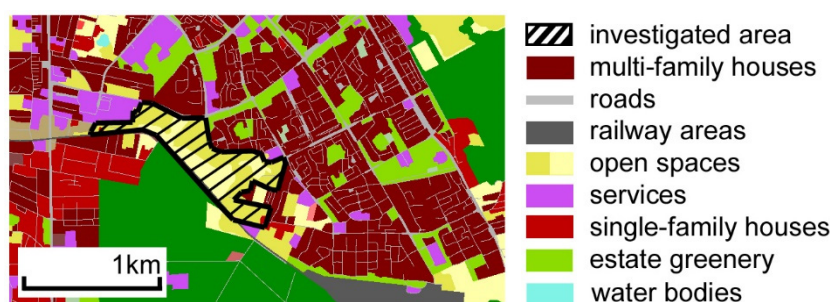 investigated area
multi-family houses
roads
railway areas
open spaces
services
single-family houses
estate greenery
water bodies
1km